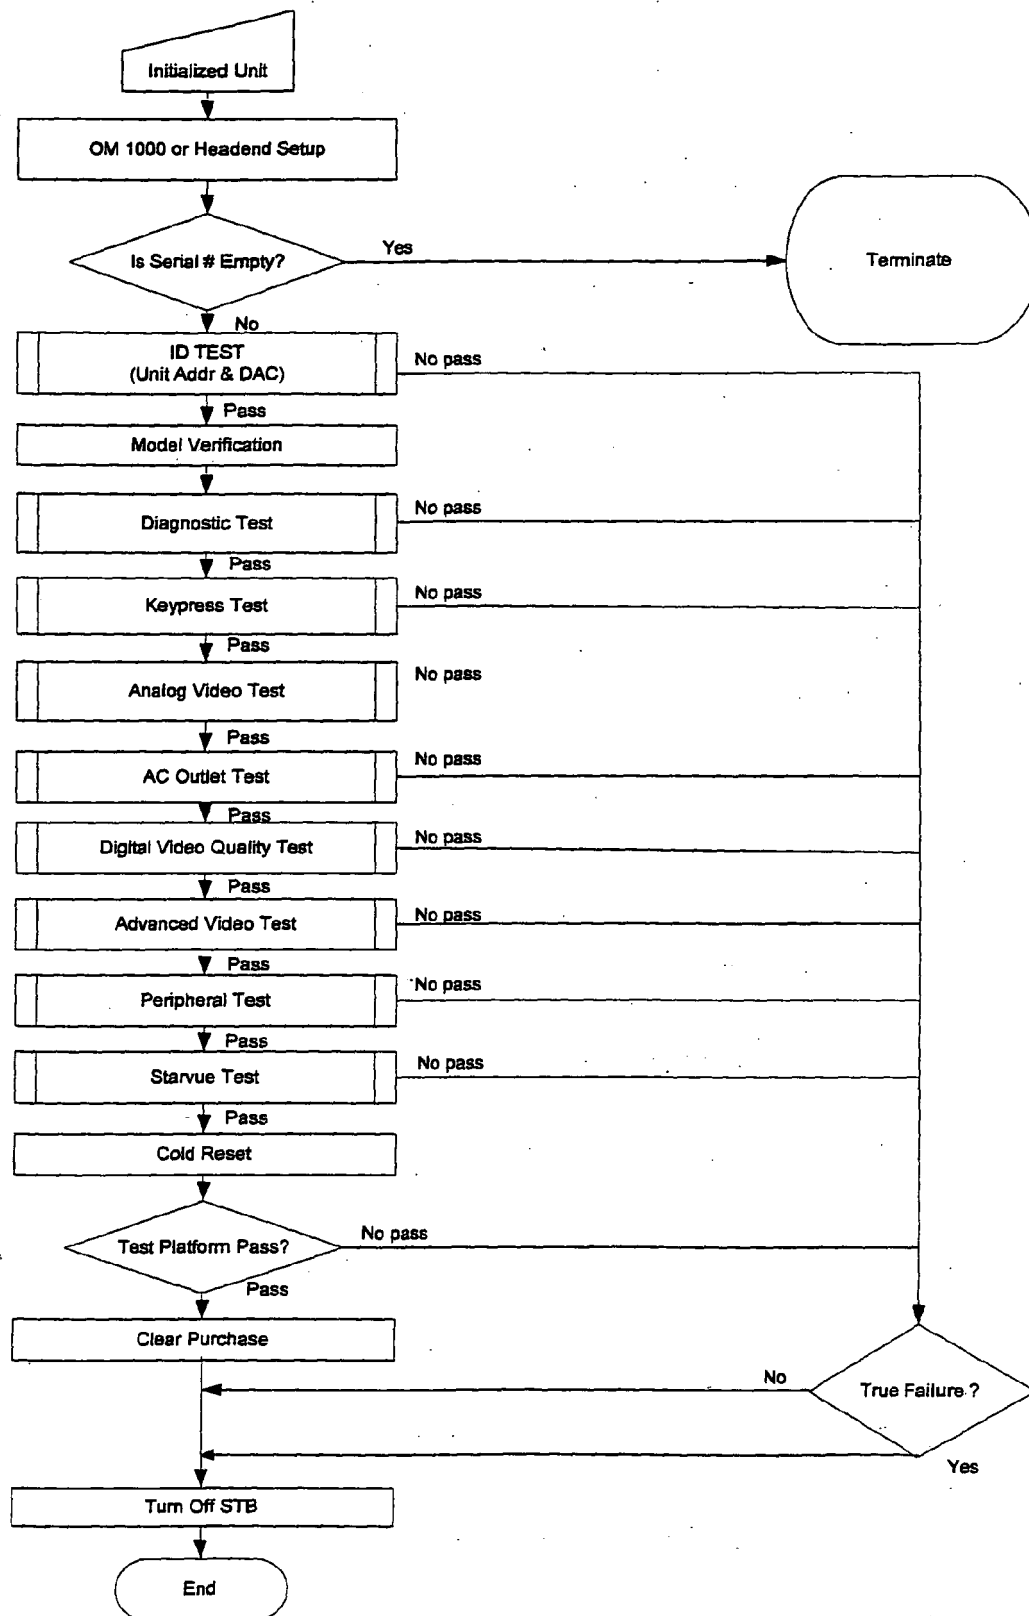 Initialized Unit
OM 1000 or Headend Setup
Is Serial # Empty?
Yes
Terminate
No
ID TEST
(Unit Addr & DAC)
No pass
Pass
Model Verification
Diagnostic Test
No pass
Pass
Keypress Test
No pass
Pass
Analog Video Test
No pass
Pass
AC Outlet Test
No pass
Pass
Digital Video Quality Test
No pass
Pass
Advanced Video Test
No pass
Pass
Peripheral Test
No pass
Pass
Starvue Test
No pass
Pass
Cold Reset
Test Platform Pass?
No pass
Pass
Clear Purchase
No
True Failure ?
Yes
Turn Off STB
End